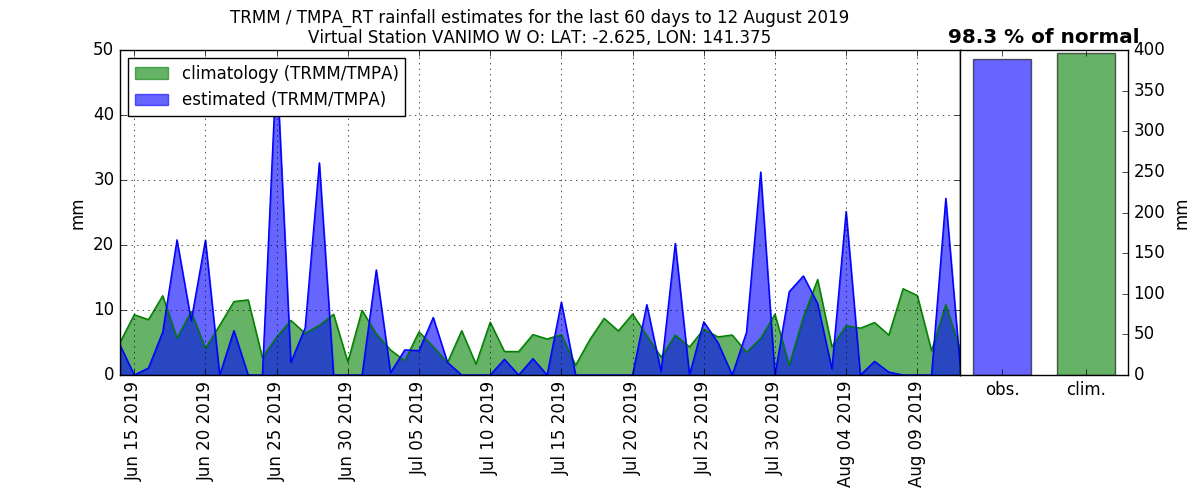 TRMM / TMPA_RT rainfall estimates for the last 60 days to 12 August 2019
Virtual Station VANIMO W O: LAT: -2.625, LON: 141.375
98.3 % of normal
climatology (TRMM/TMPA)
estimated (TRMM/TMPA)
mm
50
40
30
20
10
0
Jun 15 2019
Jun 20 2019
Jun 25 2019
Jun 30 2019
Jul 05 2019
Jul 10 2019
Jul 15 2019
Jul 20 2019
Jul 25 2019
Jul 30 2019
Aug 04 2019
Aug 09 2019
obs.
clim.
400
350
300
250
200
150
100
50
0
mm